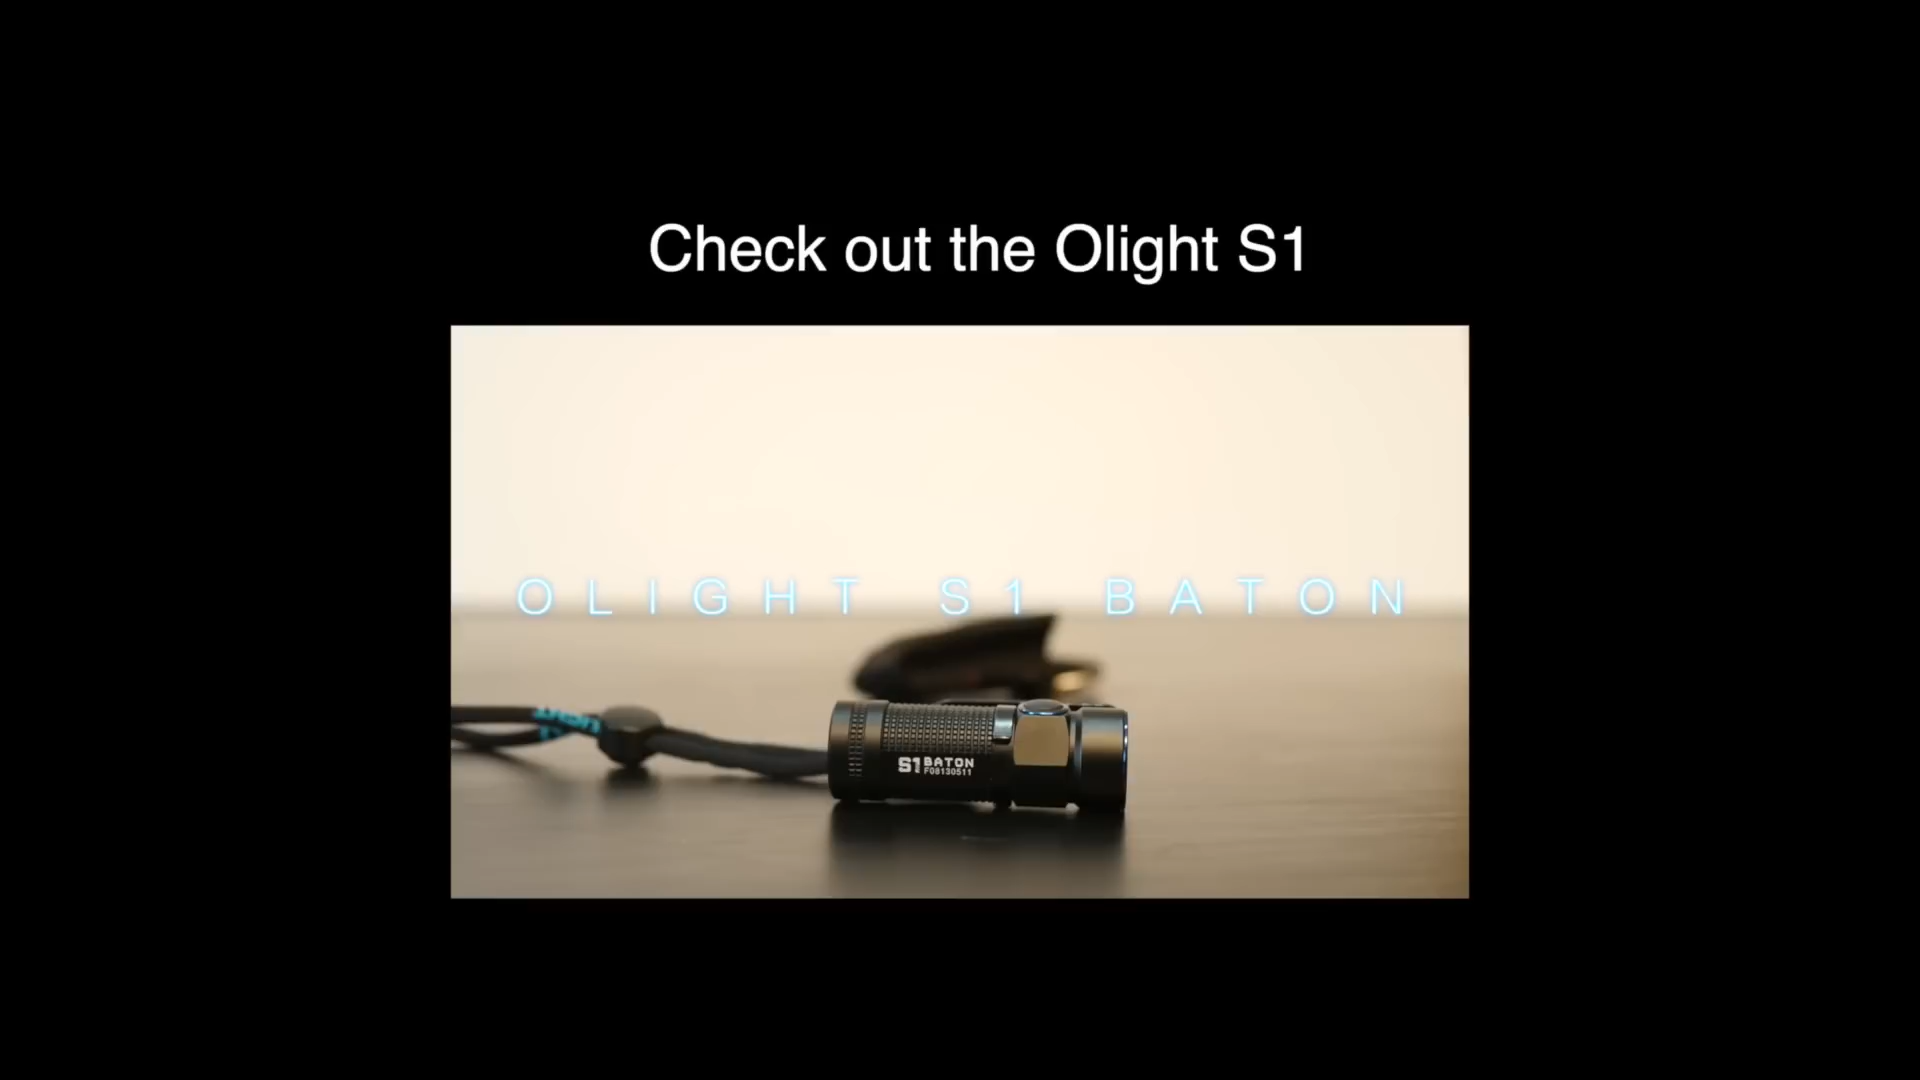 Check out the Olight S1
OLIGHT S1 BATON
S1 BATON
F08130511